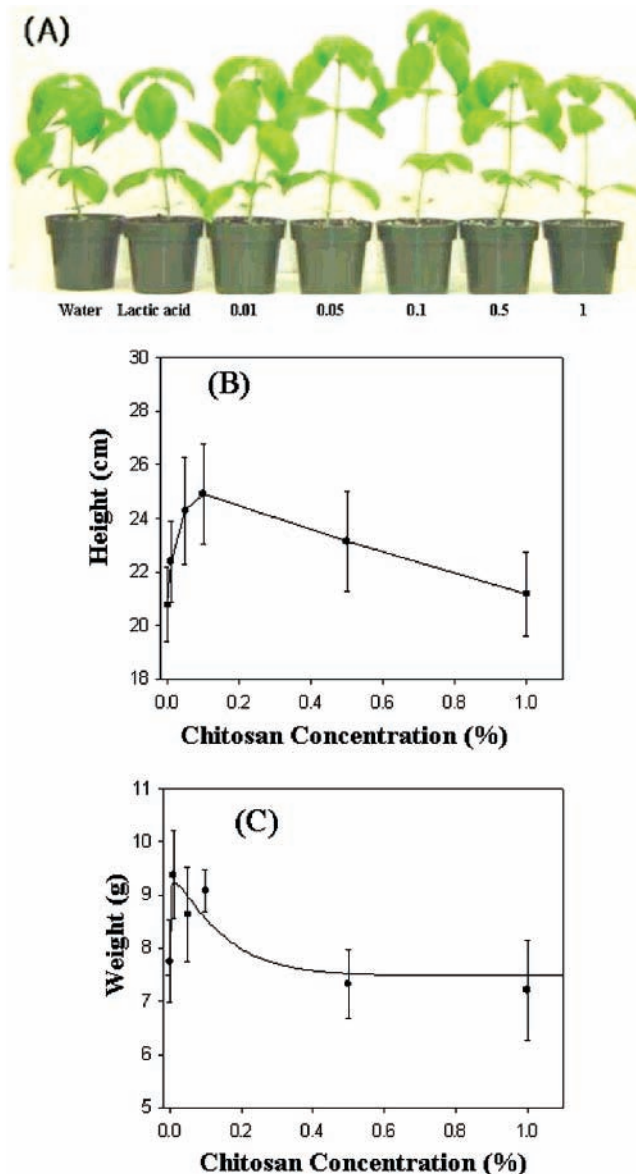 (A)
Water Lactic acid 0.01 0.05 0.1 0.5 1
(B)
Height (cm)
30
28
26
24
22
20
18
0.0 0.2 0.4 0.6 0.8 1.0
Chitosan Concentration (%)
(C)
Weight (g)
11
10
9
8
7
6
5
0.0 0.2 0.4 0.6 0.8 1.0
Chitosan Concentration (%)